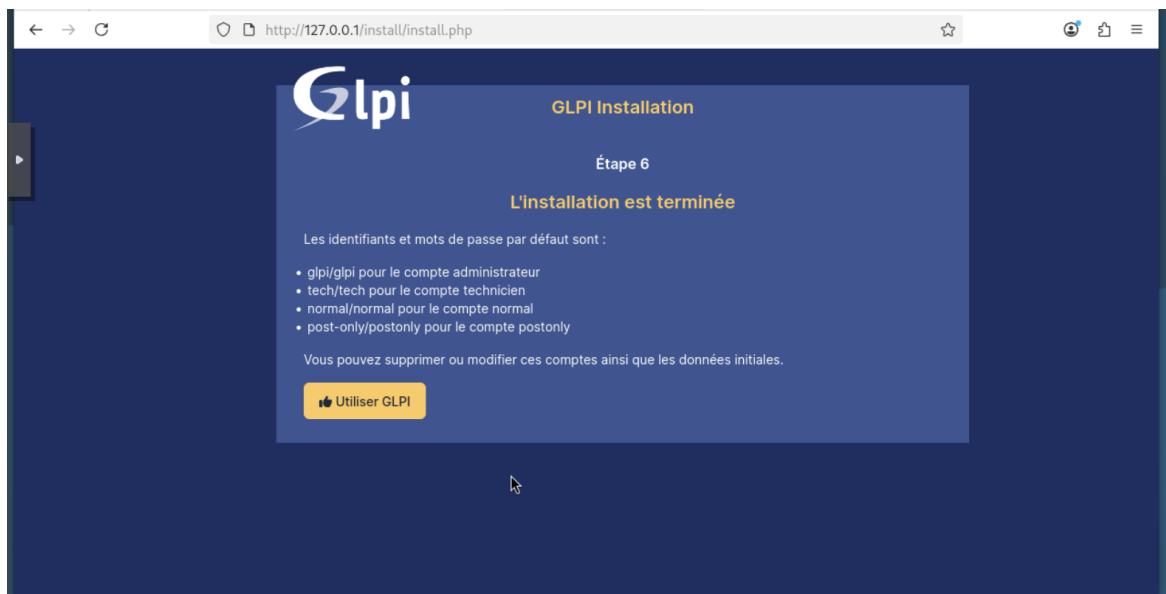 http://127.0.0.1/install/install.php
Glpi
GLPI Installation
Étape 6
L'installation est terminée
Les identifiants et mots de passe par défaut sont :
• glpi/glpi pour le compte administrateur
• tech/tech pour le compte technicien
• normal/normal pour le compte normal
• post-only/postonly pour le compte postonly
Vous pouvez supprimer ou modifier ces comptes ainsi que les données initiales.
Utiliser GLPI